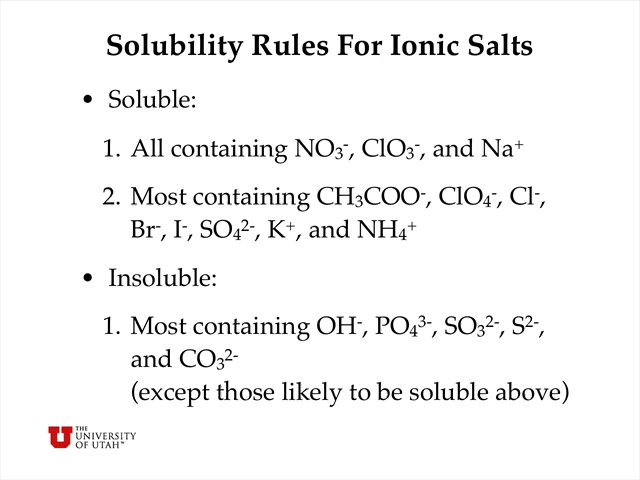 Solubility Rules For Ionic Salts
• Soluble:
1. All containing NO₃⁻, ClO₃⁻, and Na⁺
2. Most containing CH₃COO⁻, ClO₄⁻, Cl⁻,
Br⁻, I⁻, SO₄²⁻, K⁺, and NH₄⁺
• Insoluble:
1. Most containing OH⁻, PO₄³⁻, SO₃²⁻, S²⁻,
and CO₃²⁻
(except those likely to be soluble above)
THE
UNIVERSITY
OF UTAH™